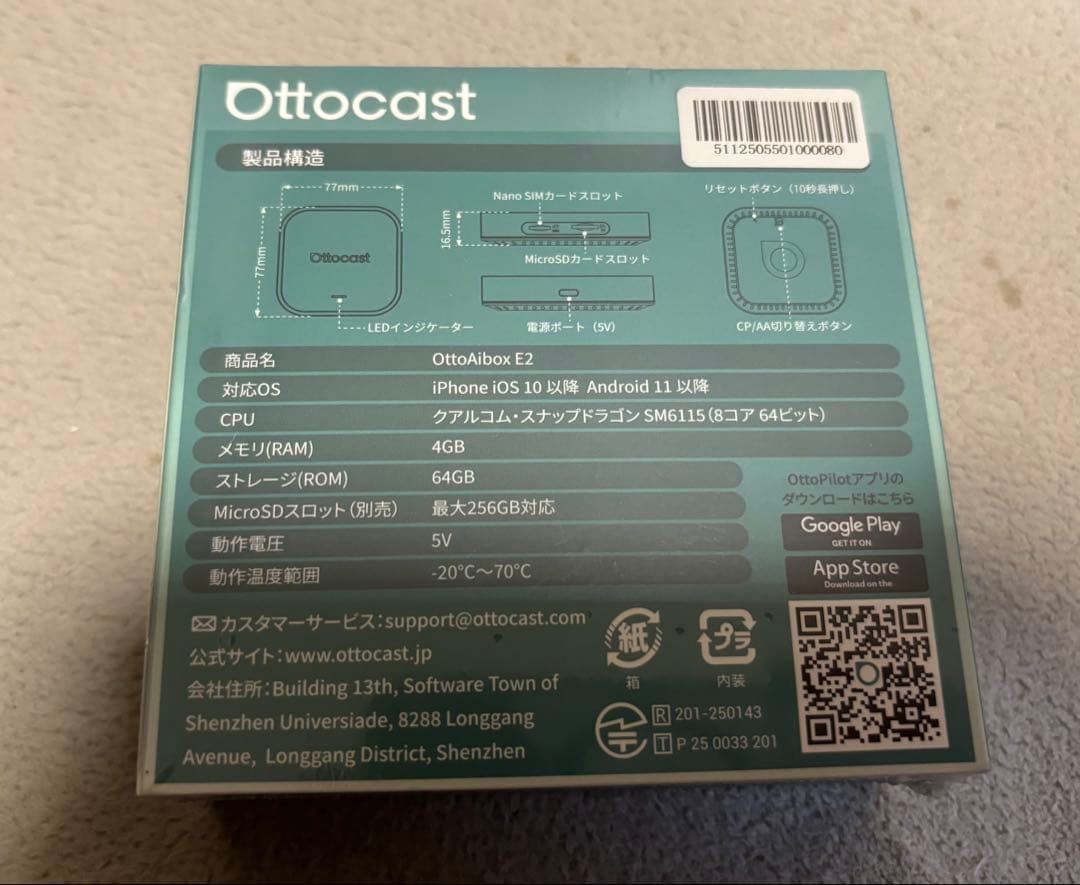 Ottocast
5112505501000080
製品構造
77mm
77mm
Ottocast
LEDインジケーター
Nano SIMカードスロット
16.5mm
MicroSDカードスロット
電源ポート（5V）
リセットボタン（10秒長押し）
CP/AA切り替えボタン
商品名 OttoAibox E2
対応OS iPhone iOS 10 以降 Android 11 以降
CPU クアルコム・スナップドラゴン SM6115（8コア 64ビット）
メモリ(RAM) 4GB
ストレージ(ROM) 64GB
MicroSDスロット（別売） 最大256GB対応
動作電圧 5V
動作温度範囲 -20℃～70℃
OttoPilotアプリの
ダウンロードはこちら
Google Play
GET IT ON
App Store
Download on the
カスタマーサービス：support@ottocast.com
公式サイト：www.ottocast.jp
会社住所：Building 13th, Software Town of
Shenzhen Universiade, 8288 Longgang
Avenue, Longgang District, Shenzhen
紙
箱
プラ
内装
R 201-250143
T P 25 0033 201